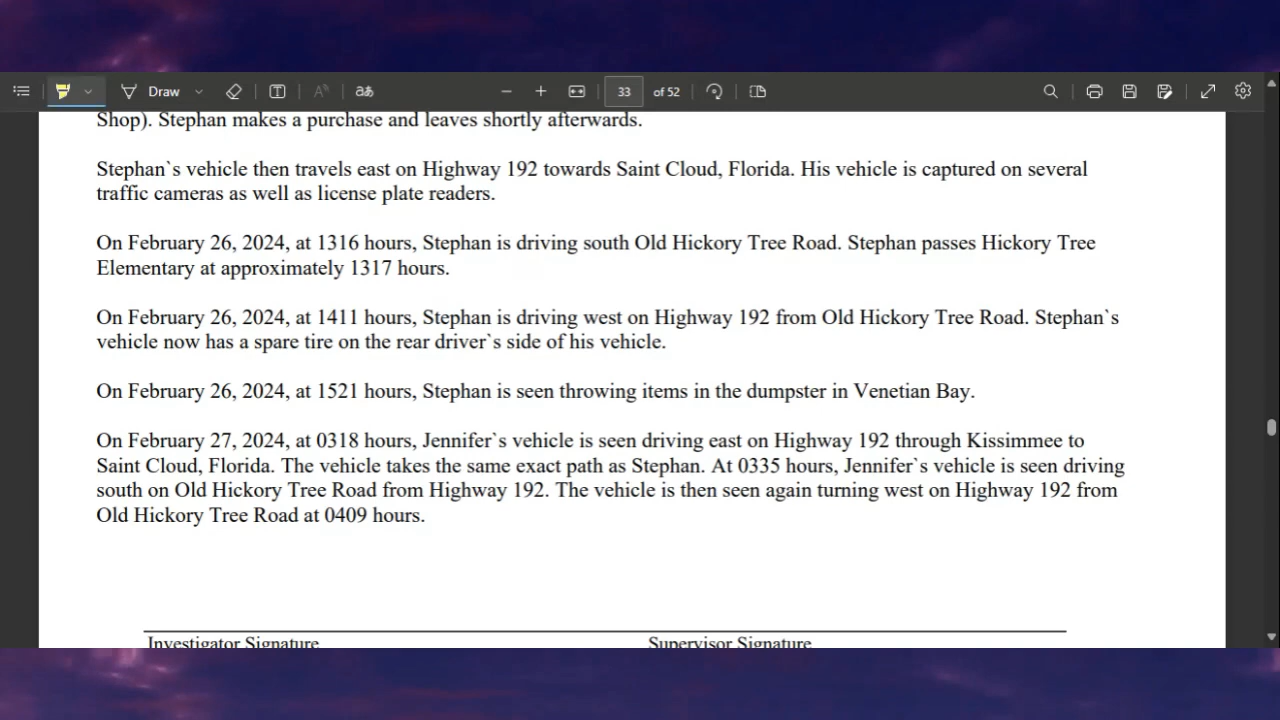 Draw
33 of 52
Shop). Stephan makes a purchase and leaves shortly afterwards.
Stephan`s vehicle then travels east on Highway 192 towards Saint Cloud, Florida. His vehicle is captured on several
traffic cameras as well as license plate readers.
On February 26, 2024, at 1316 hours, Stephan is driving south Old Hickory Tree Road. Stephan passes Hickory Tree
Elementary at approximately 1317 hours.
On February 26, 2024, at 1411 hours, Stephan is driving west on Highway 192 from Old Hickory Tree Road. Stephan`s
vehicle now has a spare tire on the rear driver`s side of his vehicle.
On February 26, 2024, at 1521 hours, Stephan is seen throwing items in the dumpster in Venetian Bay.
On February 27, 2024, at 0318 hours, Jennifer`s vehicle is seen driving east on Highway 192 through Kissimmee to
Saint Cloud, Florida. The vehicle takes the same exact path as Stephan. At 0335 hours, Jennifer`s vehicle is seen driving
south on Old Hickory Tree Road from Highway 192. The vehicle is then seen again turning west on Highway 192 from
Old Hickory Tree Road at 0409 hours.
Investigator Signature Supervisor Signature